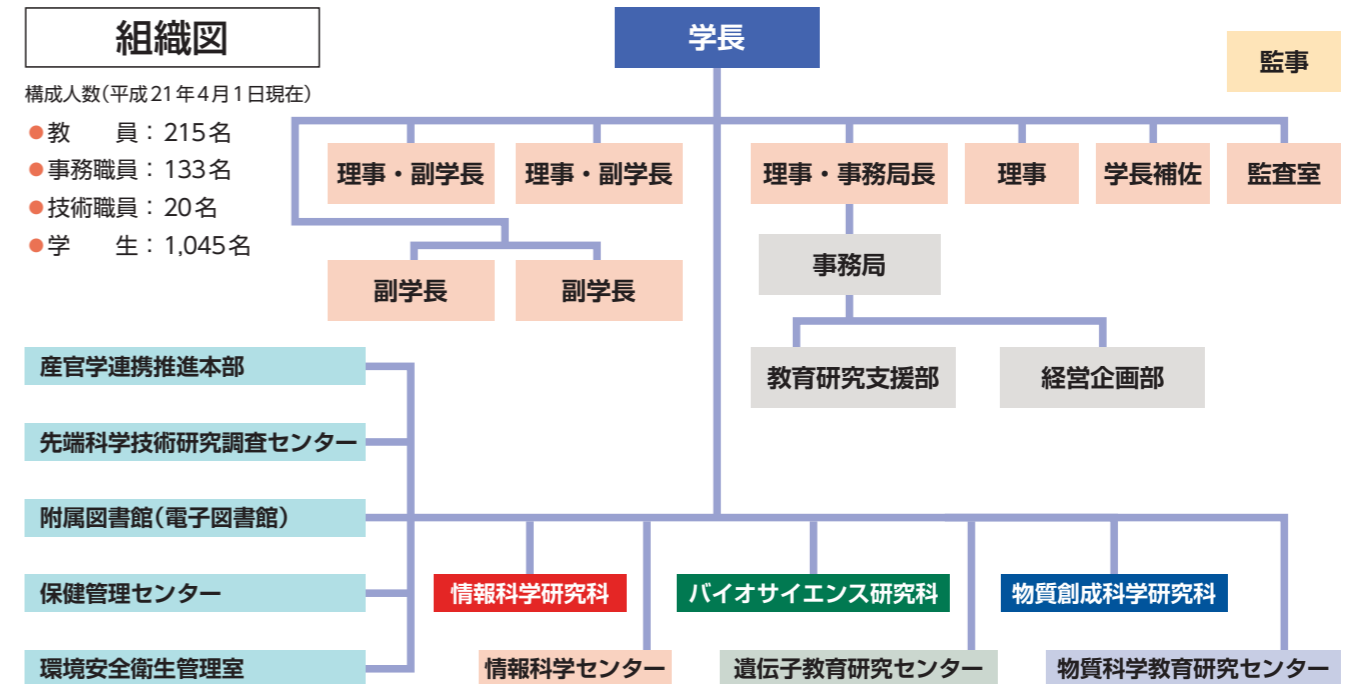 組織図
学長
監事
構成人数(平成21年4月1日現在)
●教　　員：215名
●事務職員：133名
●技術職員：20名
●学　　生：1,045名
理事・副学長
理事・副学長
理事・事務局長
理事
学長補佐
監査室
副学長
副学長
事務局
教育研究支援部
経営企画部
産官学連携推進本部
先端科学技術研究調査センター
附属図書館(電子図書館)
保健管理センター
環境安全衛生管理室
情報科学研究科
バイオサイエンス研究科
物質創成科学研究科
情報科学センター
遺伝子教育研究センター
物質科学教育研究センター